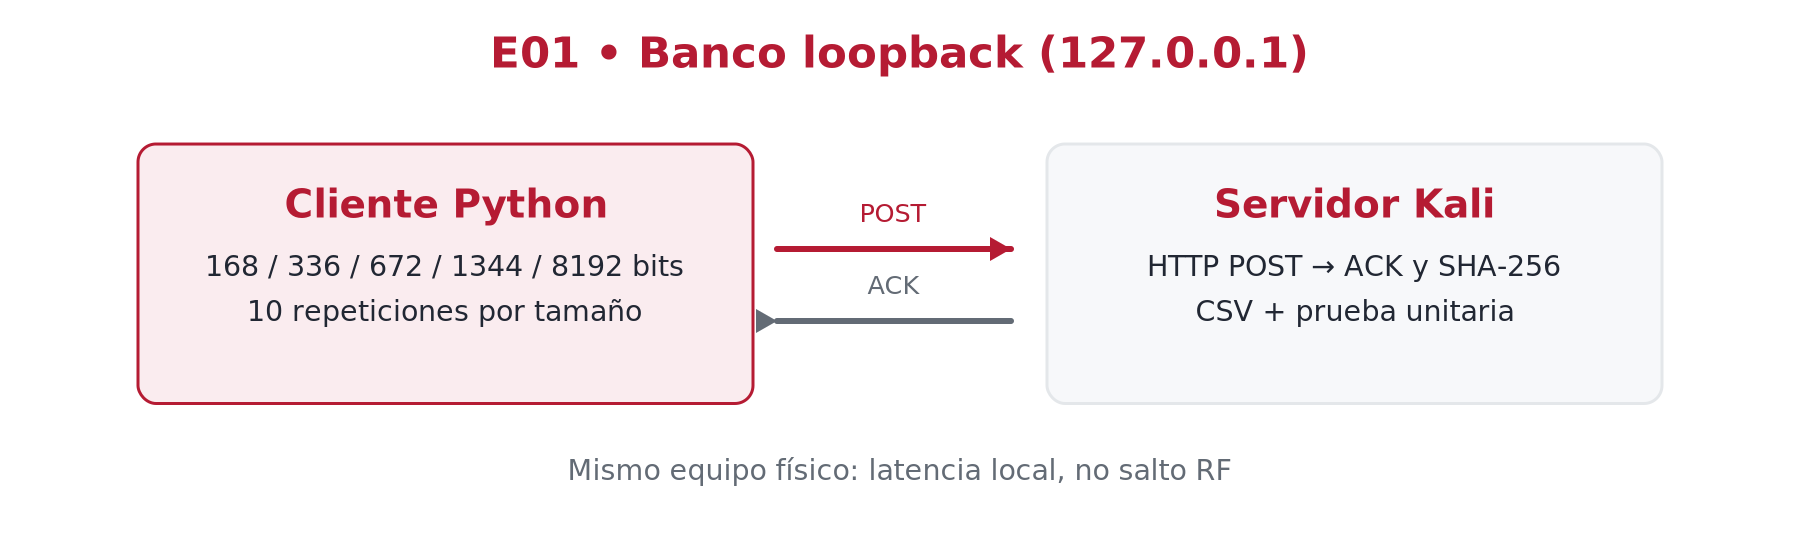 E01 • Banco loopback (127.0.0.1)
Cliente Python
168 / 336 / 672 / 1344 / 8192 bits
10 repeticiones por tamaño
POST
ACK
Servidor Kali
HTTP POST → ACK y SHA-256
CSV + prueba unitaria
Mismo equipo físico: latencia local, no salto RF